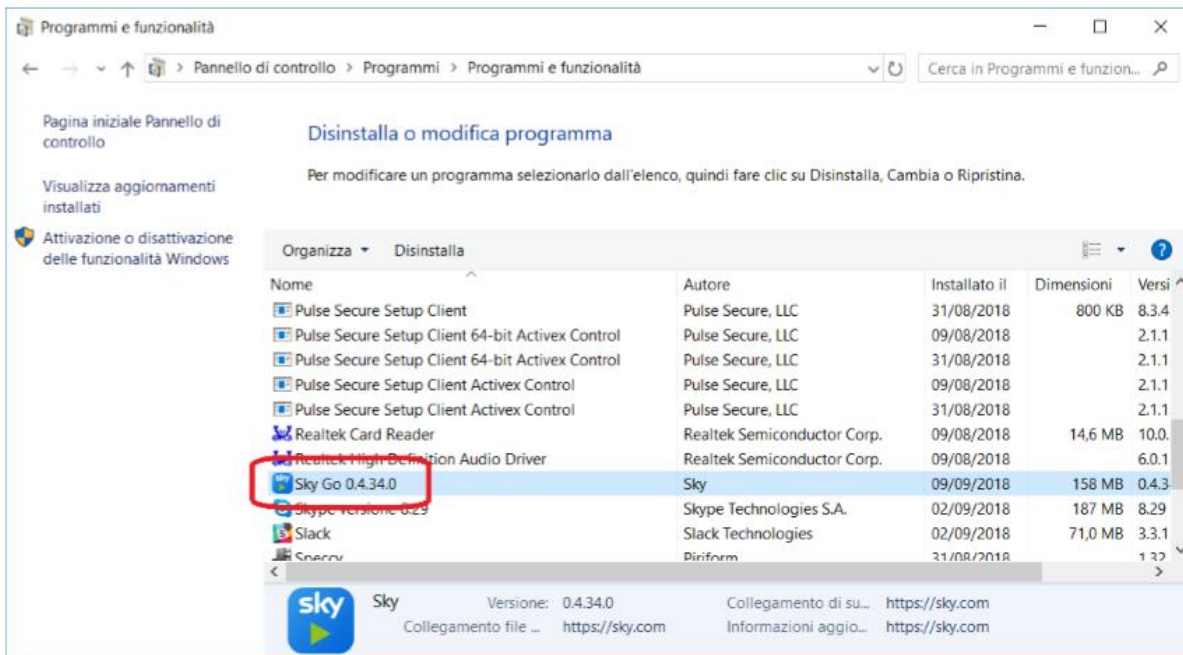 Programmi e funzionalità
Pannello di controllo > Programmi > Programmi e funzionalità
Cerca in Programmi e funzion...
Pagina iniziale Pannello di
controllo
Visualizza aggiornamenti
installati
Attivazione o disattivazione
delle funzionalità Windows
Disinstalla o modifica programma
Per modificare un programma selezionarlo dall'elenco, quindi fare clic su Disinstalla, Cambia o Ripristina.
Organizza Disinstalla
Nome Autore Installato il Dimensioni Versi
Pulse Secure Setup Client Pulse Secure, LLC 31/08/2018 800 KB 8.3.4
Pulse Secure Setup Client 64-bit Activex Control Pulse Secure, LLC 09/08/2018 2.1.1
Pulse Secure Setup Client 64-bit Activex Control Pulse Secure, LLC 31/08/2018 2.1.1
Pulse Secure Setup Client Activex Control Pulse Secure, LLC 09/08/2018 2.1.1
Pulse Secure Setup Client Activex Control Pulse Secure, LLC 31/08/2018 2.1.1
Realtek Card Reader Realtek Semiconductor Corp. 09/08/2018 14,6 MB 10.0.
Realtek High Definition Audio Driver Realtek Semiconductor Corp. 09/08/2018 6.0.1
Sky Go 0.4.34.0 Sky 09/09/2018 158 MB 0.4.3
Skype versione 8.29 Skype Technologies S.A. 02/09/2018 187 MB 8.29
Slack Slack Technologies 02/09/2018 71,0 MB 3.3.1
Speccy Piriform 31/08/2018 1.32
sky Sky Versione: 0.4.34.0 Collegamento di su... https://sky.com
Collegamento file ... https://sky.com Informazioni aggio... https://sky.com